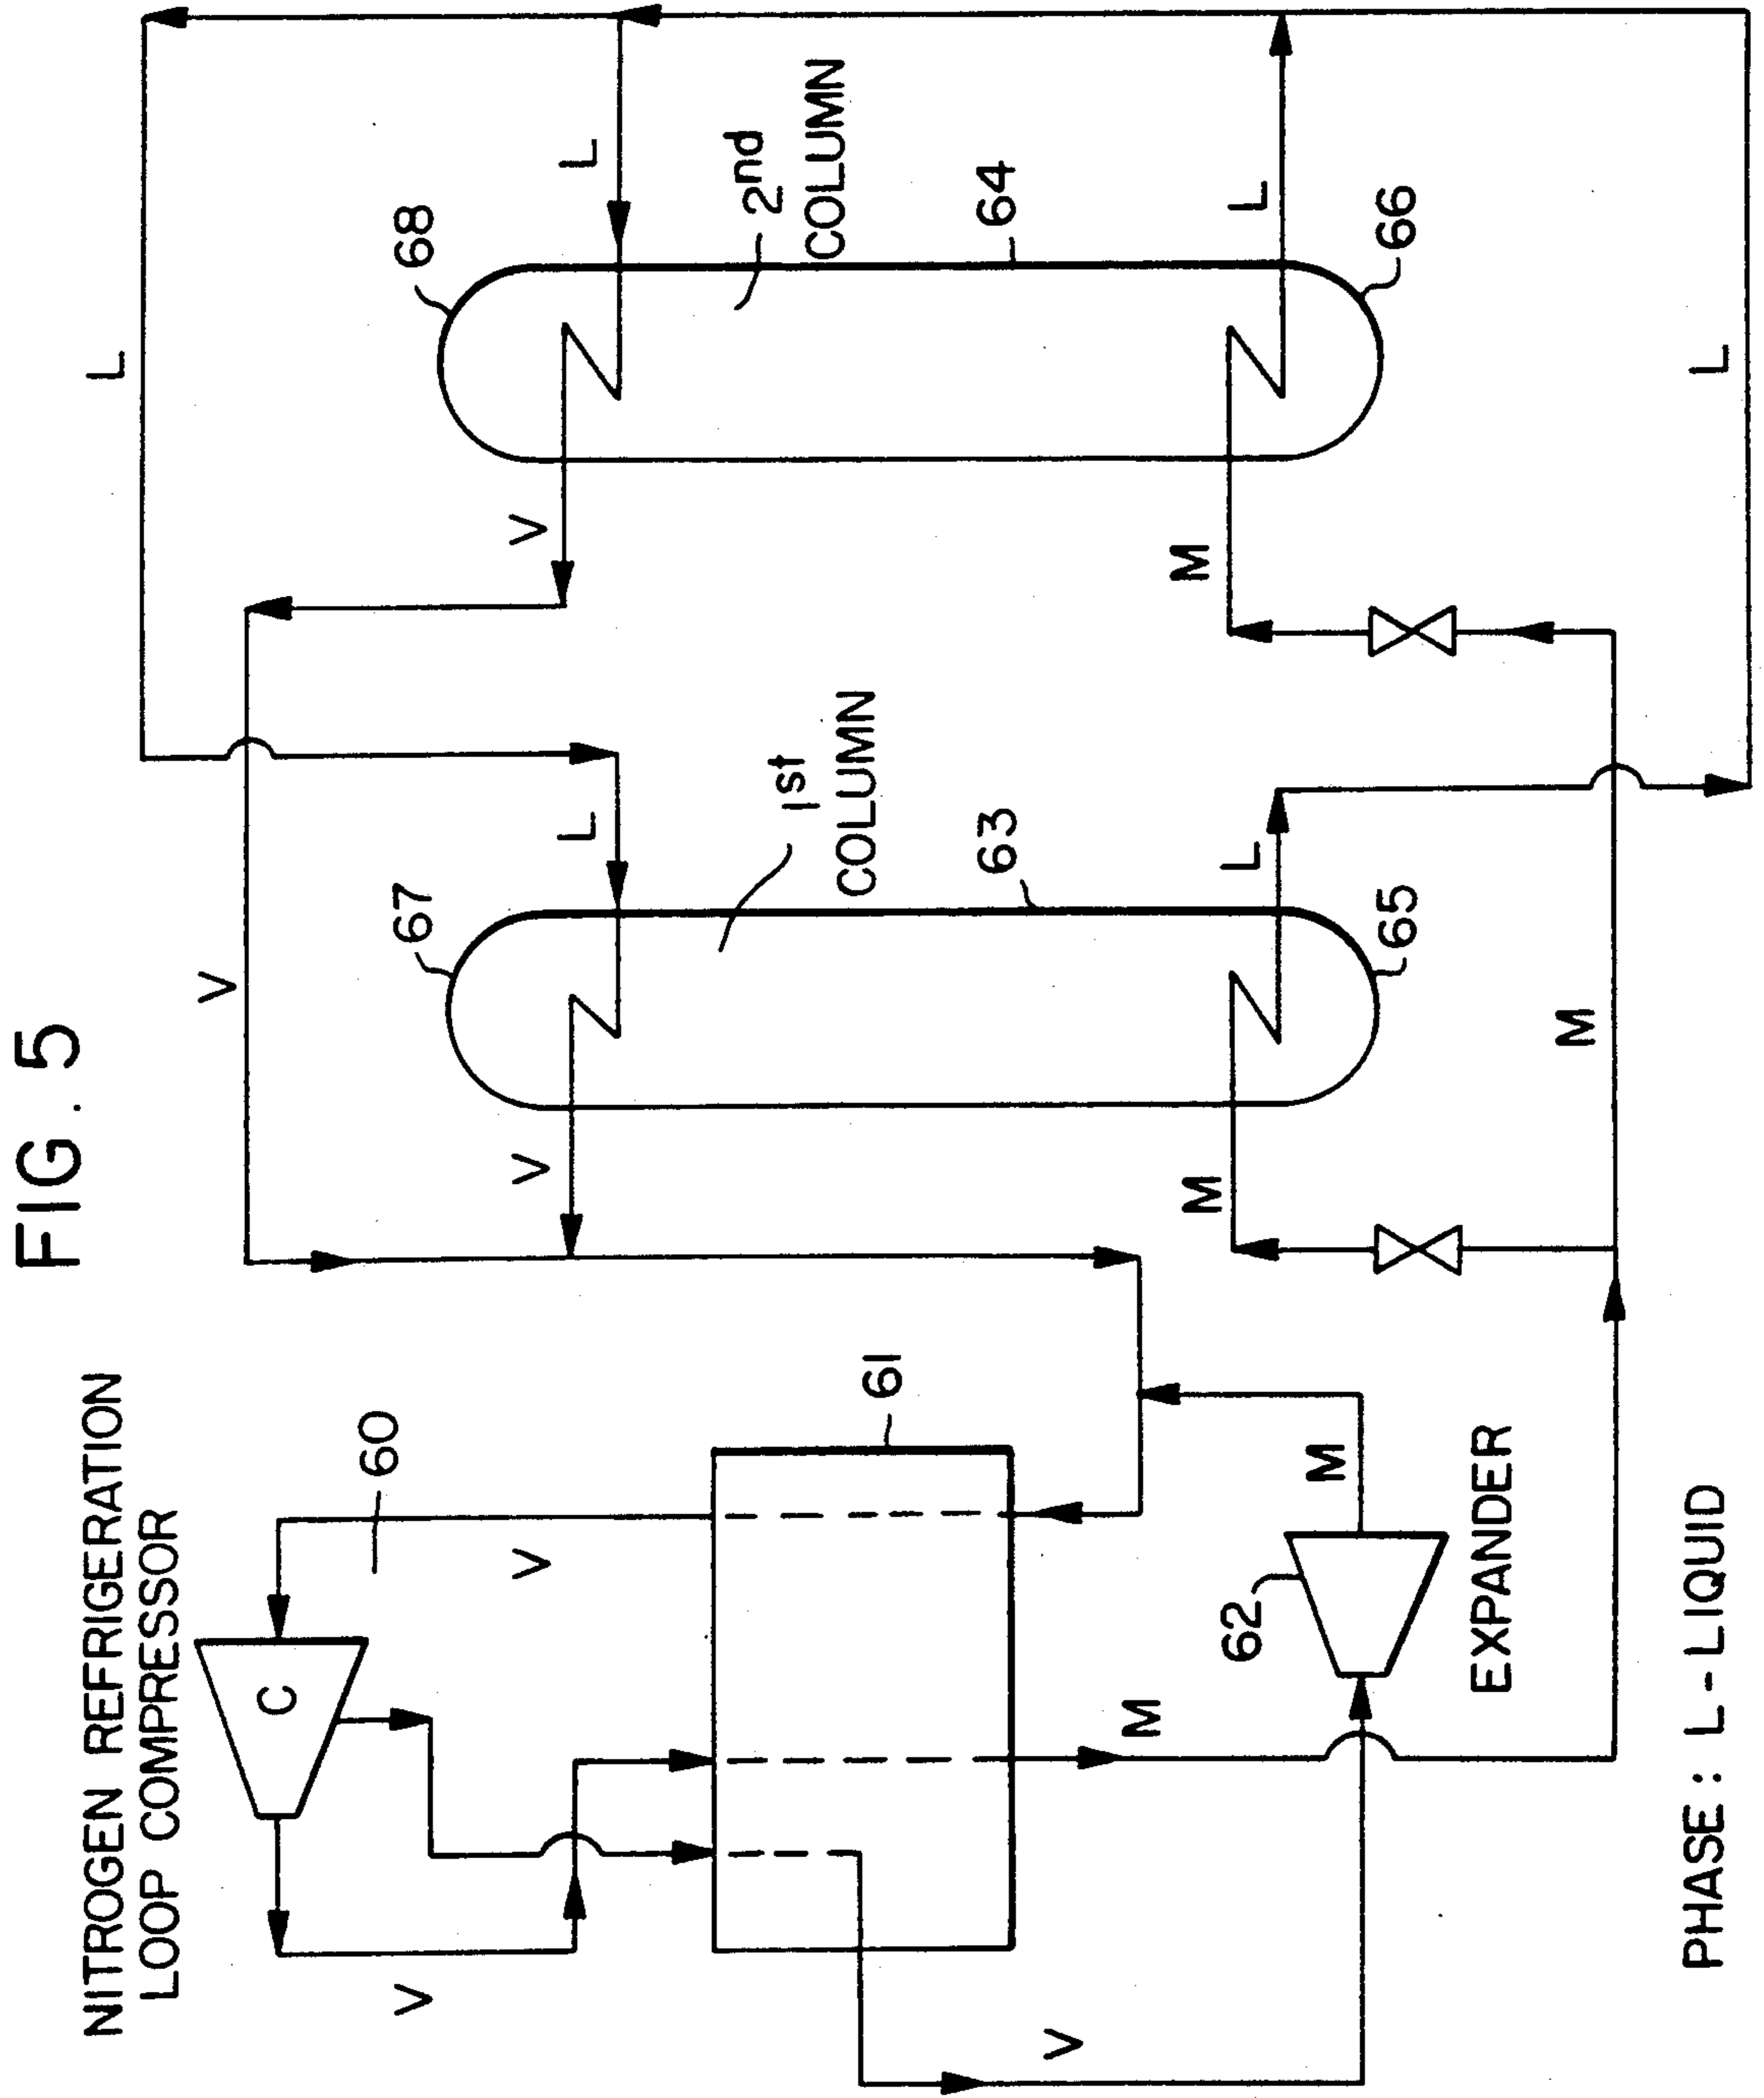 FIG. 5
NITROGEN REFRIGERATION
LOOP COMPRESSOR
C
60
V
V
V
61
M
62
EXPANDER
M
V
V
67
L
1st
COLUMN
63
L
65
M
M
L
V
68
L
2nd
COLUMN
64
L
66
M
L
PHASE : L-LIQUID